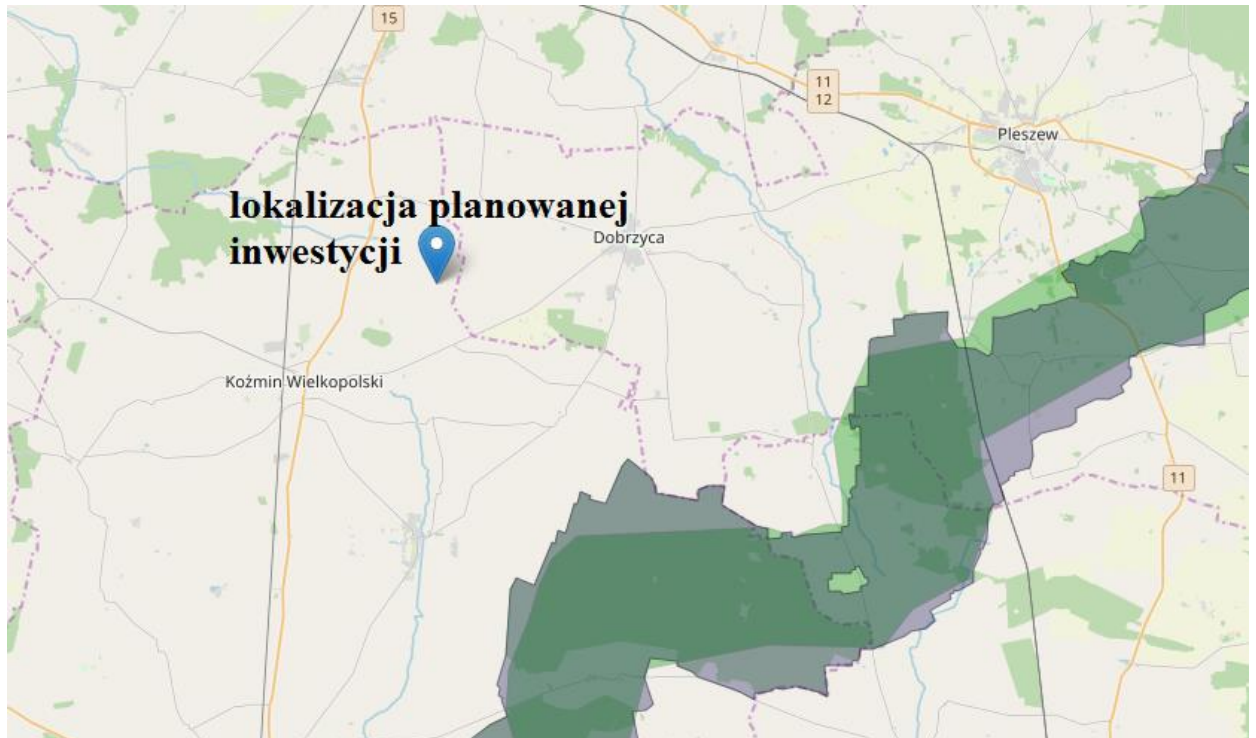 15
11
12
Pleszew
lokalizacja planowanej
inwestycji
Dobrzyca
Koźmin Wielkopolski
11